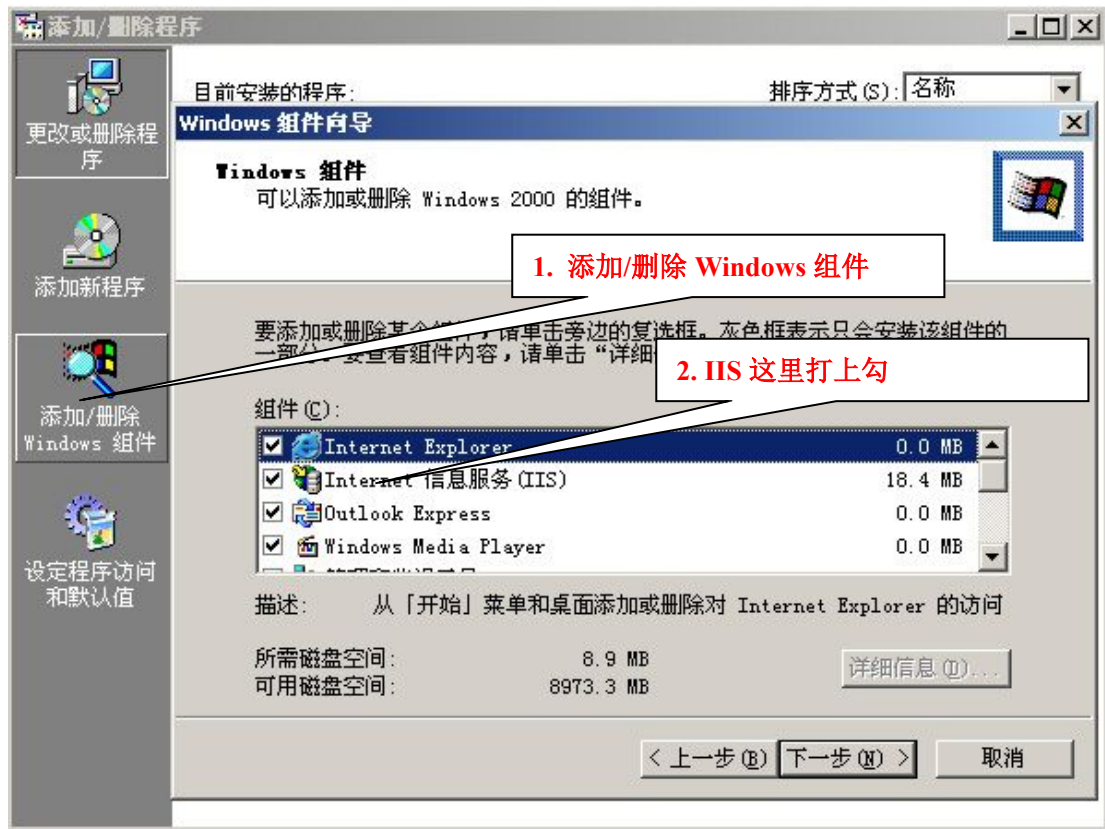 添加/删除程序
更改或删除程
序
添加新程序
添加/删除
Windows 组件
设定程序访问
和默认值
目前安装的程序:
排序方式(S): 名称
Windows 组件向导
Windows 组件
可以添加或删除 Windows 2000 的组件。
1. 添加/删除 Windows 组件
要添加或删除某个组件，请单击旁边的复选框。灰色框表示只会安装该组件的
一部分。要查看组件内容，请单击“详细
2. IIS 这里打上勾
组件(C):
Internet Explorer 0.0 MB
Internet 信息服务(IIS) 18.4 MB
Outlook Express 0.0 MB
Windows Media Player 0.0 MB
描述: 从「开始」菜单和桌面添加或删除对 Internet Explorer 的访问
所需磁盘空间: 8.9 MB
可用磁盘空间: 8973.3 MB
详细信息(D)...
< 上一步(B) 下一步(N) > 取消